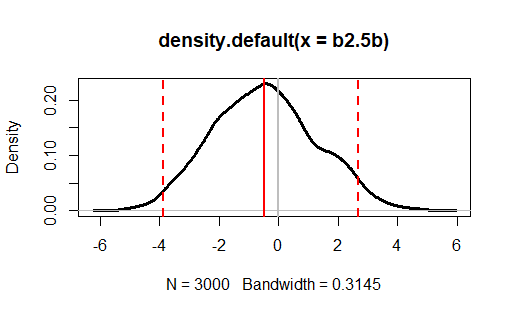 density.default(x = b2.5b)
Density
0.00 0.10 0.20
-6 -4 -2 0 2 4 6
N = 3000 Bandwidth = 0.3145